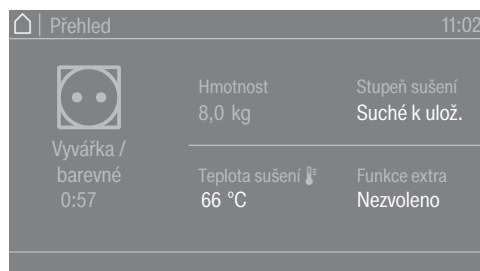 Přehled
11:02
Vyvářka /
barevné
0:57
Hmotnost
8,0 kg
Stupeň sušení
Suché k ulož.
Teplota sušení
66 °C
Funkce extra
Nezvoleno